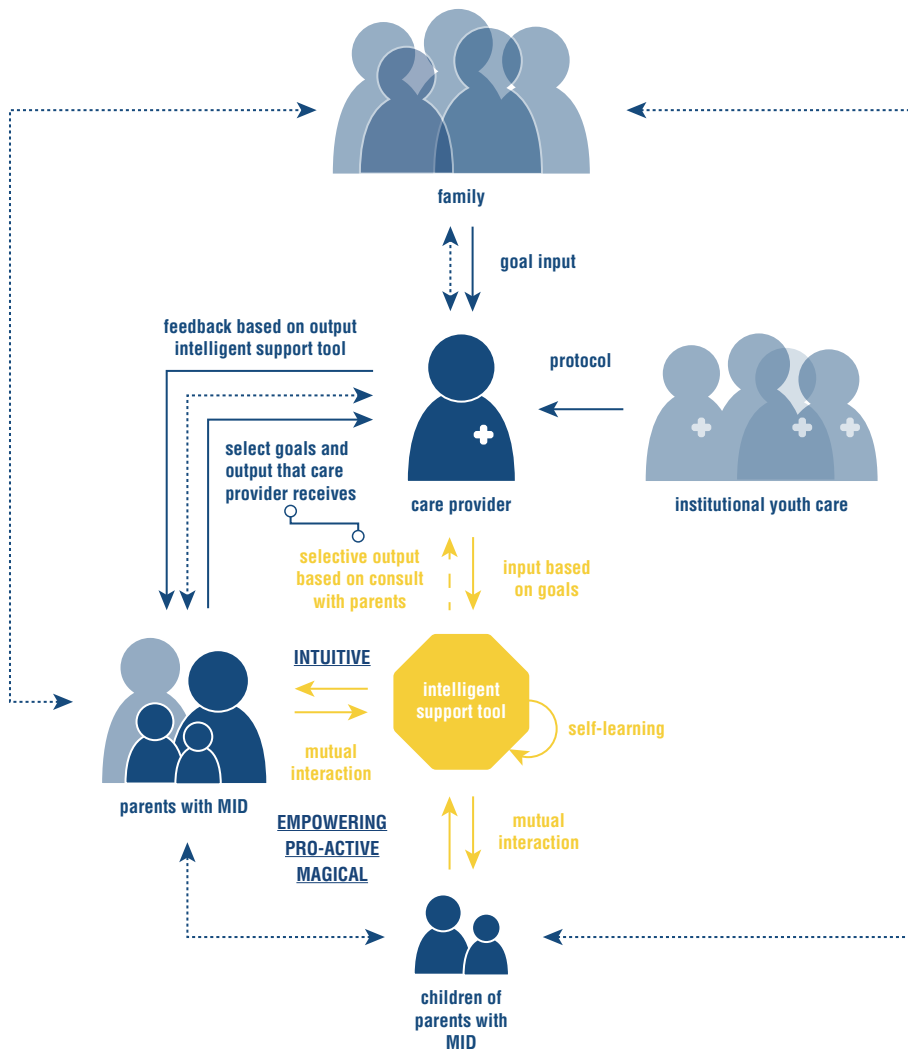 family
goal input
feedback based on output
intelligent support tool
protocol
select goals and
output that care
provider receives
care provider
institutional youth care
selective output
based on consult
with parents
input based
on goals
INTUITIVE
intelligent
support tool
self-learning
mutual
interaction
parents with MID
EMPOWERING
PRO-ACTIVE
MAGICAL
mutual
interaction
children of
parents with
MID